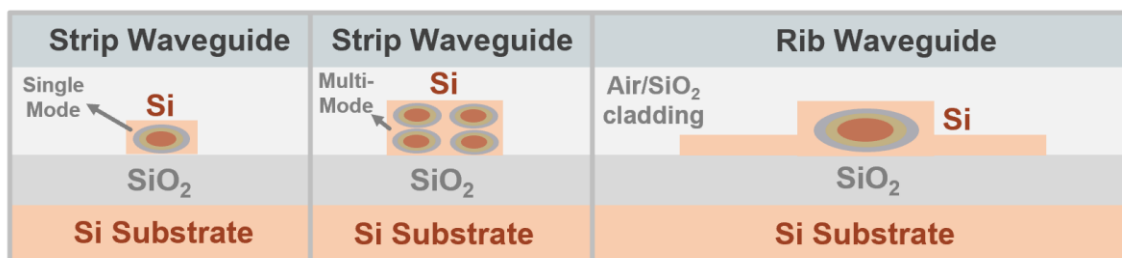 Strip Waveguide
Single
Mode
Si
SiO₂
Si Substrate
Strip Waveguide
Multi-
Mode
Si
SiO₂
Si Substrate
Rib Waveguide
Air/SiO₂
cladding
Si
SiO₂
Si Substrate